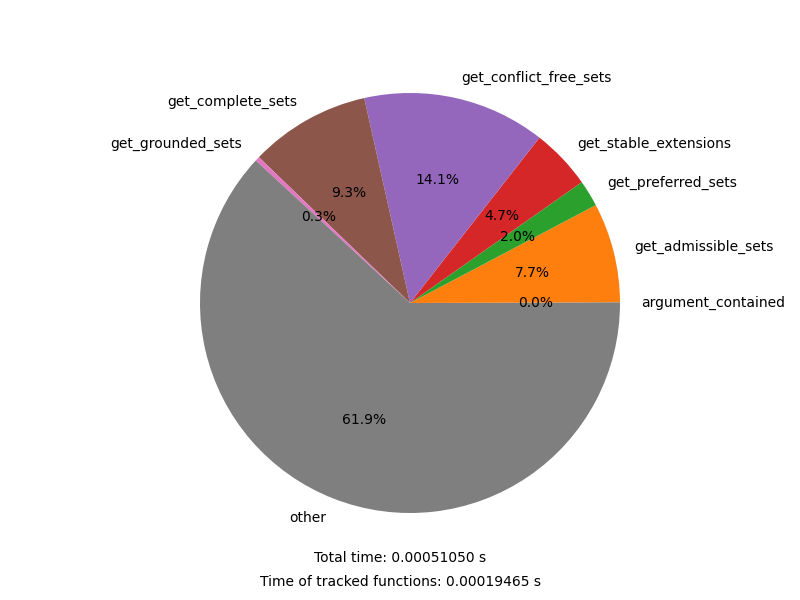 get_conflict_free_sets
get_complete_sets
get_grounded_sets
get_stable_extensions
get_preferred_sets
14.1%
9.3%
0.3%
4.7%
2.0%
get_admissible_sets
7.7%
0.0%
argument_contained
61.9%
other
Total time: 0.00051050 s
Time of tracked functions: 0.00019465 s